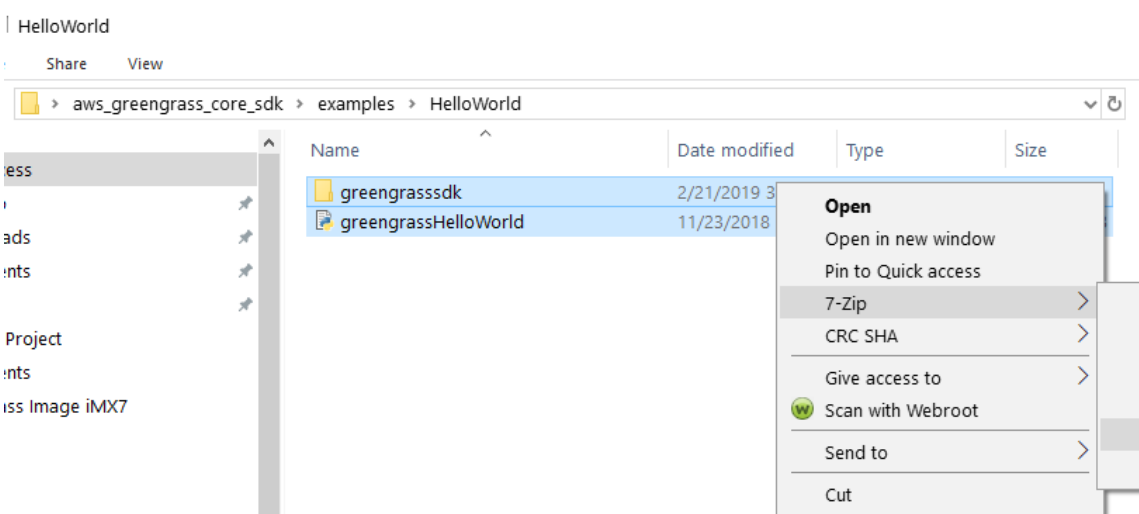 HelloWorld
Share View
aws_greengrass_core_sdk > examples > HelloWorld
Name Date modified Type Size
ess
greengrasssdk 2/21/2019 3
greengrassHelloWorld 11/23/2018
Open
ads
Open in new window
ents
Pin to Quick access
7-Zip
Project
CRC SHA
ents
Give access to
ass Image iMX7
Scan with Webroot
Send to
Cut